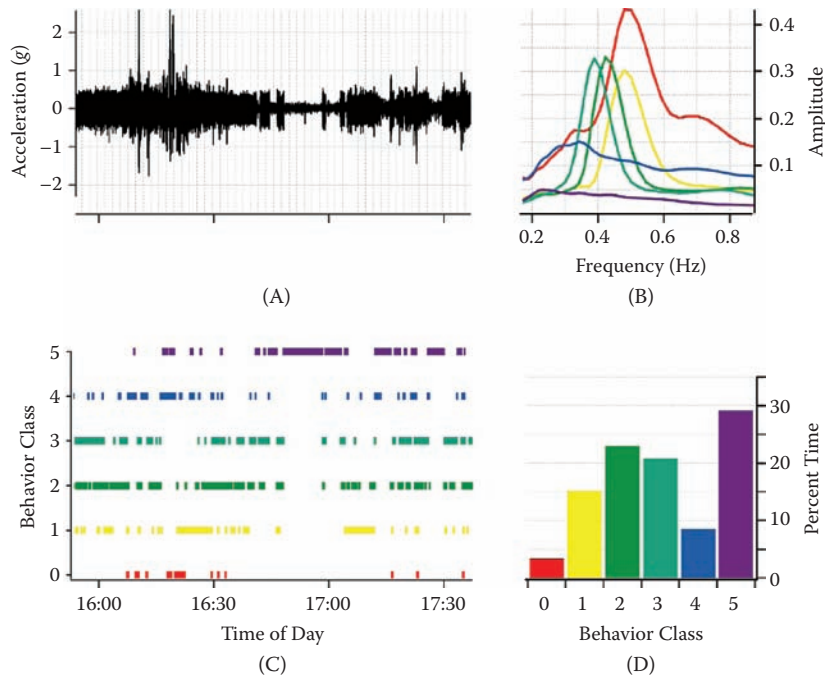 2
1
0
−1
−2
Acceleration (g)
(A)
0.4
0.3
0.2
0.1
Amplitude
0.2 0.4 0.6 0.8
Frequency (Hz)
(B)
5
4
3
2
1
0
Behavior Class
16:00 16:30 17:00 17:30
Time of Day
(C)
30
20
10
0
Percent Time
0 1 2 3 4 5
Behavior Class
(D)